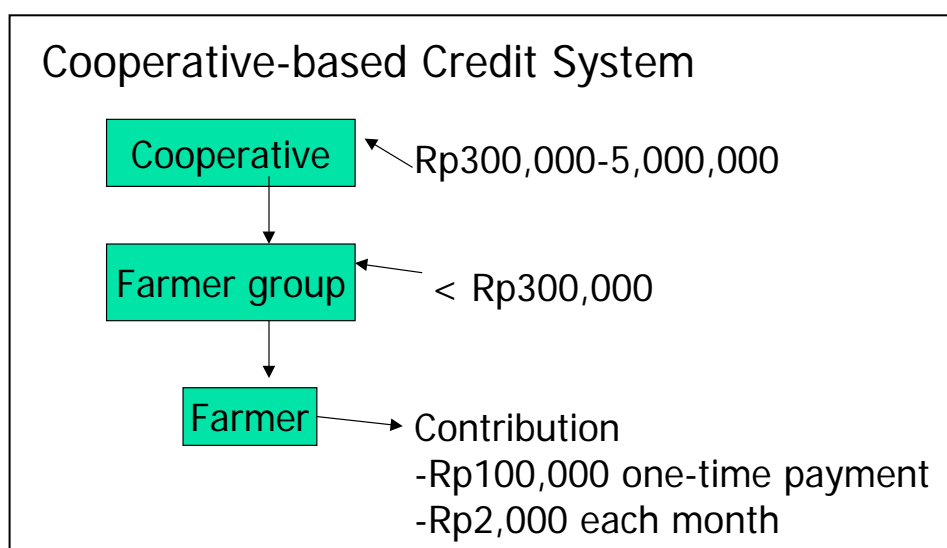 Cooperative-based Credit System
Cooperative
Rp300,000-5,000,000
Farmer group
< Rp300,000
Farmer
Contribution
-Rp100,000 one-time payment
-Rp2,000 each month